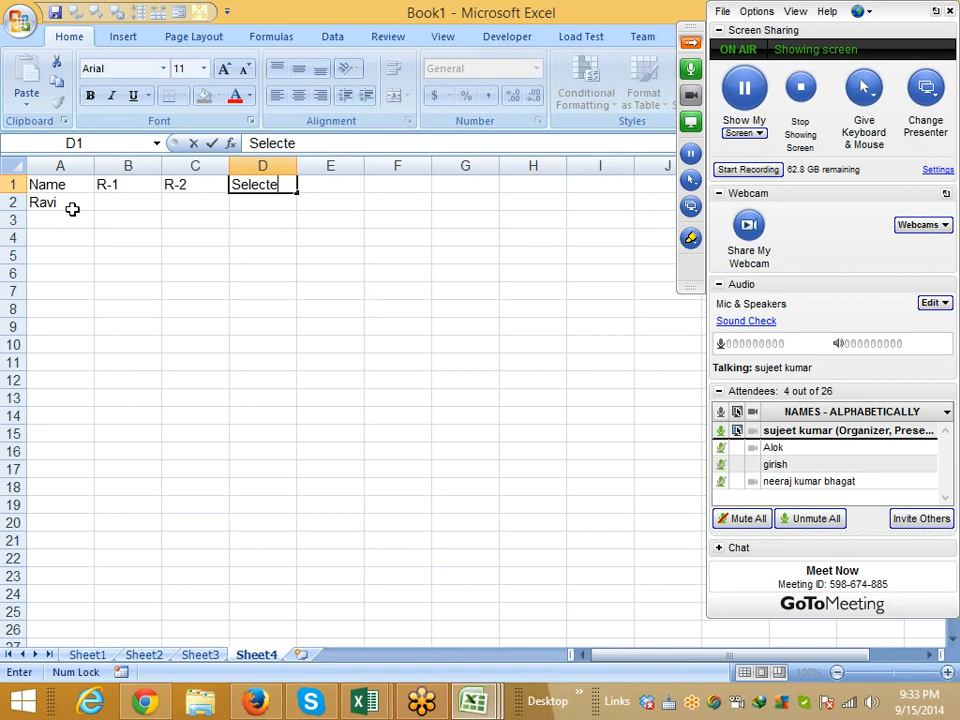 Book1 - Microsoft Excel
Home Insert Page Layout Formulas Data Review View Developer Load Test Team
Paste
Arial 11
A A
B I U
A
General
$ % ,
Conditional Formatting
Format as Table
Clipboard Font Alignment Number Styles
D1 fx Selecte
A B C D E F G H I J
1 Name R-1 R-2 Selecte
2 Ravi
3
4
5
6
7
8
9
10
11
12
13
14
15
16
17
18
19
20
21
22
23
24
25
26
27
Sheet1 Sheet2 Sheet3 Sheet4
Enter Num Lock 100%
File Options View Help
Screen Sharing
ON AIR Showing screen
Show My
Screen
Stop Showing Screen
Give Keyboard & Mouse
Change Presenter
Start Recording 62.8 GB remaining Settings
Webcam
Webcams
Share My Webcam
Audio
Mic & Speakers Edit
Sound Check
000000000 000000000
Talking: sujeet kumar
Attendees: 4 out of 26
NAMES - ALPHABETICALLY
sujeet kumar (Organizer, Prese...
Alok
girish
neeraj kumar bhagat
Mute All Unmute All Invite Others
Chat
Meet Now
Meeting ID: 598-674-885
GoToMeeting
Desktop » Links
9:33 PM
9/15/2014